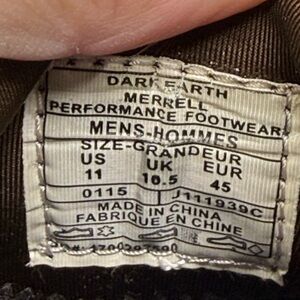 DARK EARTH
MERRELL
PERFORMANCE FOOTWEAR
MENS-HOMMES
SIZE-GRANDEUR
US UK EUR
11 10.5 45
0115 J111939C
MADE IN CHINA
FABRIQUE EN CHINE